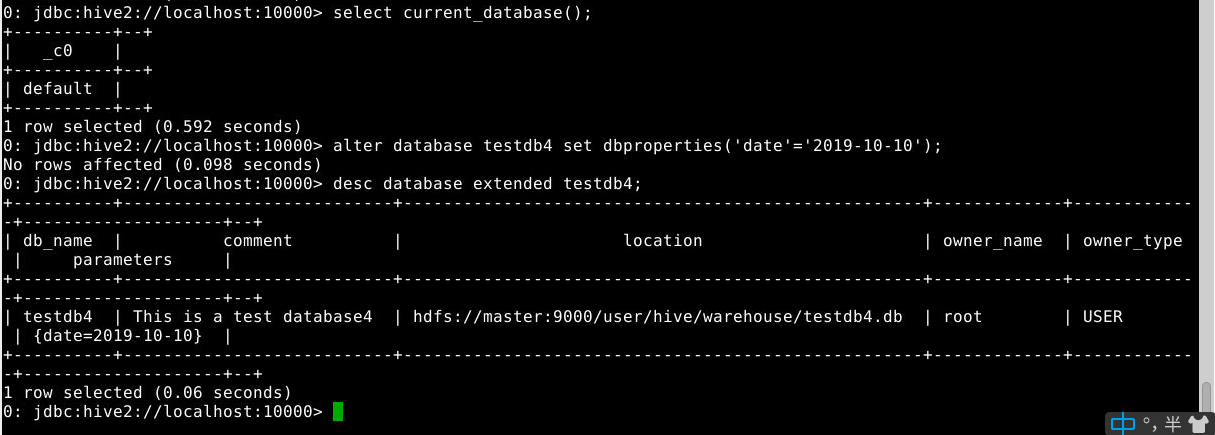 0: jdbc:hive2://localhost:10000> select current_database();
+----------+--+
|   _c0    |
+----------+--+
| default  |
+----------+--+
1 row selected (0.592 seconds)
0: jdbc:hive2://localhost:10000> alter database testdb4 set dbproperties('date'='2019-10-10');
No rows affected (0.098 seconds)
0: jdbc:hive2://localhost:10000> desc database extended testdb4;
+----------+---------------------------+----------------------------------------------------+-------------+------------
-+--------------------+--+
| db_name  |          comment          |                      location                      | owner_name  | owner_type
 |     parameters     |
+----------+---------------------------+----------------------------------------------------+-------------+------------
-+--------------------+--+
| testdb4  | This is a test database4  | hdfs://master:9000/user/hive/warehouse/testdb4.db  | root        | USER
 | {date=2019-10-10}  |
+----------+---------------------------+----------------------------------------------------+-------------+------------
-+--------------------+--+
1 row selected (0.06 seconds)
0: jdbc:hive2://localhost:10000>
中 °, 半